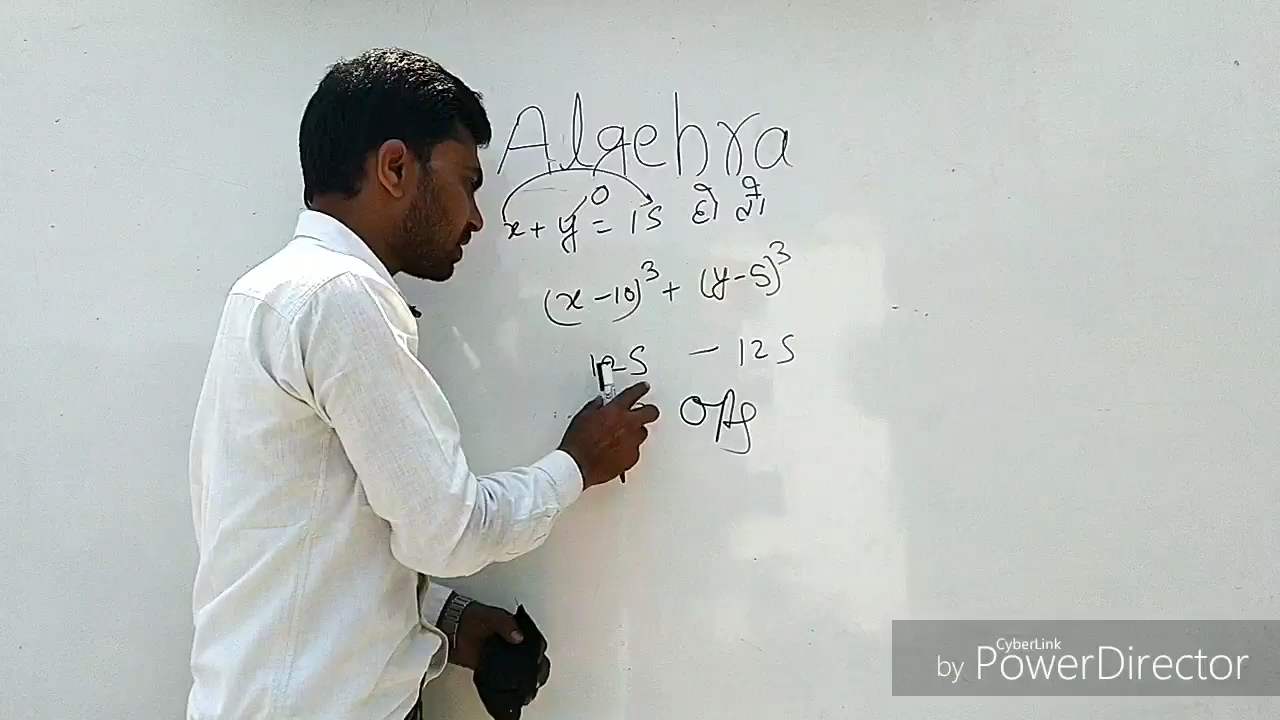 Algebra
x + y = 15 हो तो
0
(x - 10)³ + (y - 5)³
125 - 125
CyberLink
by PowerDirector